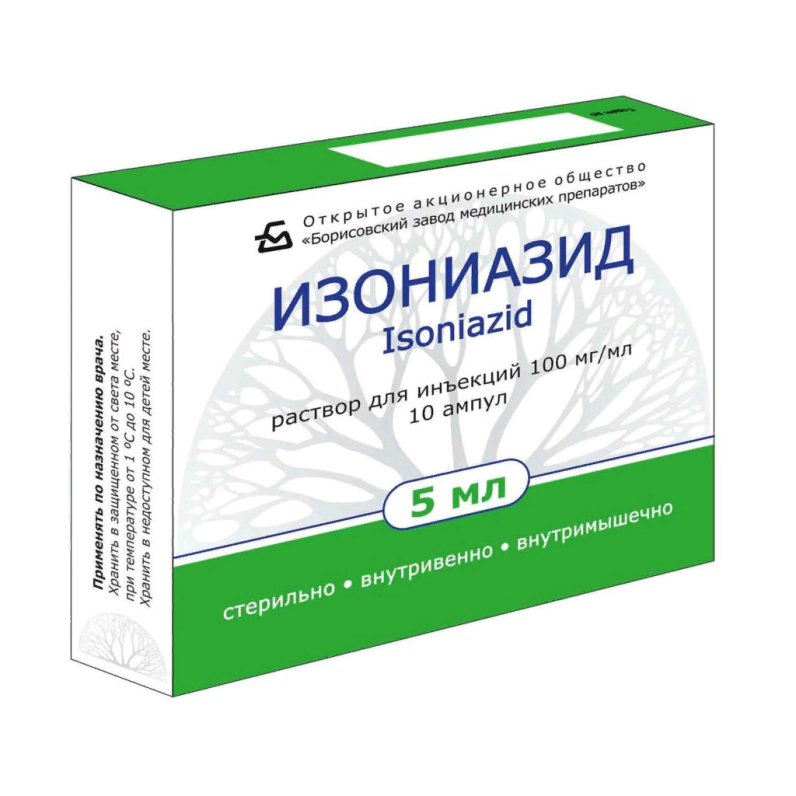 Открытое акционерное общество
«Борисовский завод медицинских препаратов»
ИЗОНИАЗИД
Isoniazid
раствор для инъекций 100 мг/мл
10 ампул
5 мл
стерильно • внутривенно • внутримышечно
Применять по назначению врача.
Хранить в защищенном от света месте,
при температуре от 1 ºС до 10 ºС.
Хранить в недоступном для детей месте.